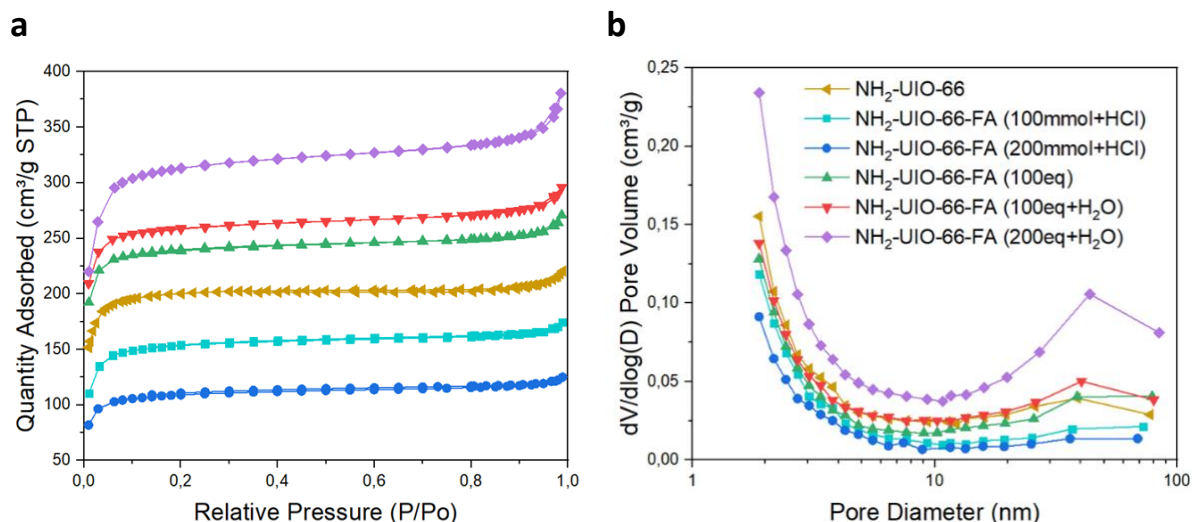 a
400
350
300
250
200
150
100
50
0,0
0,2
0,4
0,6
0,8
1,0
Quantity Adsorbed (cm³/g STP)
Relative Pressure (P/Po)
b
0,25
0,20
0,15
0,10
0,05
0,00
1
10
100
dV/dlog(D) Pore Volume (cm³/g)
Pore Diameter (nm)
NH₂-UIO-66
NH₂-UIO-66-FA (100mmol+HCl)
NH₂-UIO-66-FA (200mmol+HCl)
NH₂-UIO-66-FA (100eq)
NH₂-UIO-66-FA (100eq+H₂O)
NH₂-UIO-66-FA (200eq+H₂O)